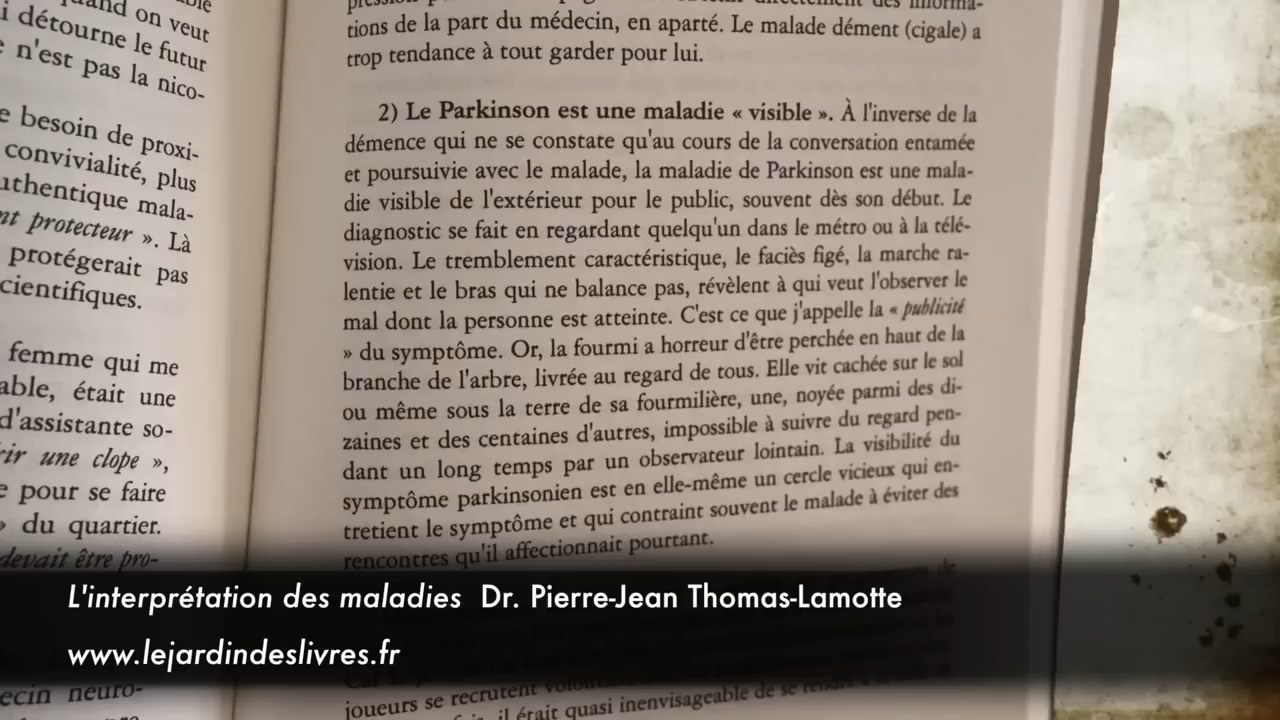 quand on veut
détourne le futur
n'est pas la nico-
besoin de proxi-
convivialité, plus
mala-
protecteur ». Là
protégerait pas
cientifiques.
femme qui me
était une
d'assistante so-
une clope »,
pour se faire
du quartier.
devait être pro-
neuro-
tions de la part du médecin, en aparté. Le malade dément (cigale) a
trop tendance à tout garder pour lui.
2) Le Parkinson est une maladie « visible ». À l'inverse de la
démence qui ne se constate qu'au cours de la conversation entamée
et poursuivie avec le malade, la maladie de Parkinson est une mala-
die visible de l'extérieur pour le public, souvent dès son début. Le
diagnostic se fait en regardant quelqu'un dans le métro ou à la télé-
vision. Le tremblement caractéristique, le faciès figé, la marche ra-
lentie et le bras qui ne balance pas, révèlent à qui veut l'observer le
mal dont la personne est atteinte. C'est ce que j'appelle la « publicité
» du symptôme. Or, la fourmi a horreur d'être perchée en haut de la
branche de l'arbre, livrée au regard de tous. Elle vit cachée sur le sol
ou même sous la terre de sa fourmilière, une, noyée parmi des di-
zaines et des centaines d'autres, impossible à suivre du regard pen-
dant un long temps par un observateur lointain. La visibilité du
symptôme parkinsonien est en elle-même un cercle vicieux qui en-
tretient le symptôme et qui contraint souvent le malade à éviter des
rencontres qu'il affectionnait pourtant.
joueurs se recrutent
il était quasi inenvisageable de se
L'interprétation des maladies Dr. Pierre-Jean Thomas-Lamotte
www.lejardindeslivres.fr